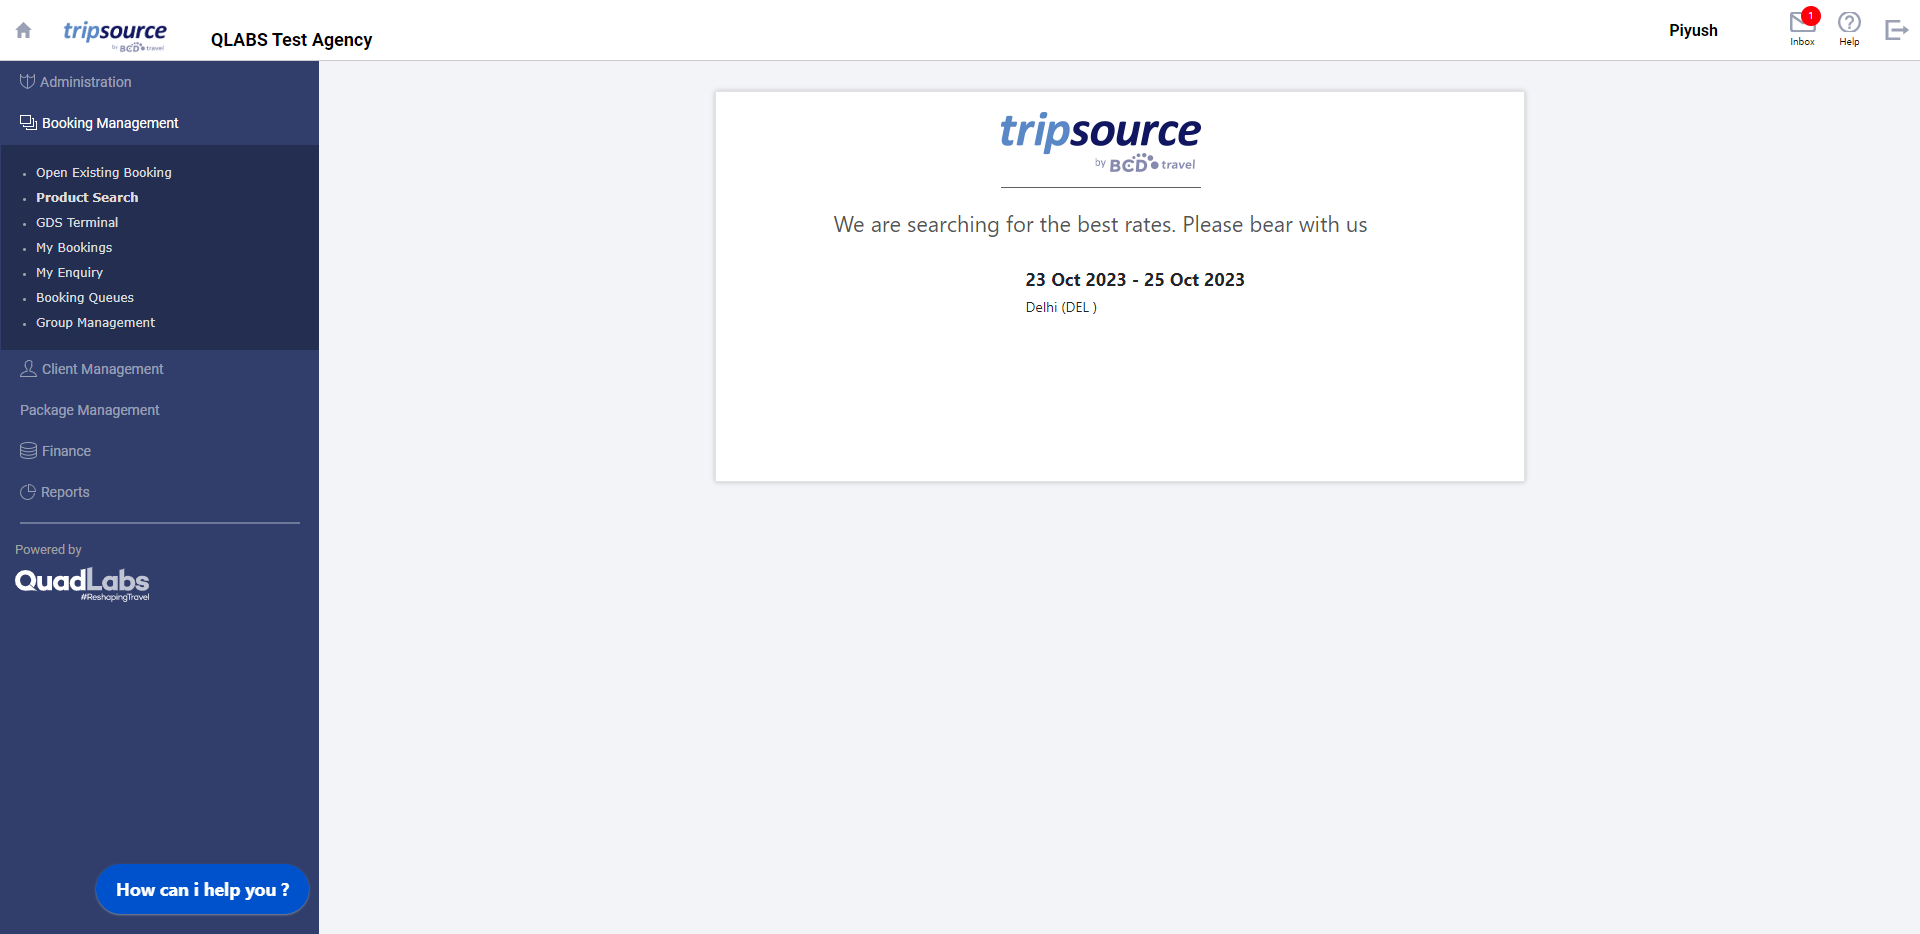 tripsource
by BCD travel
QLABS Test Agency
Piyush
1
Inbox
Help
Administration
Booking Management
Open Existing Booking
Product Search
GDS Terminal
My Bookings
My Enquiry
Booking Queues
Group Management
Client Management
Package Management
Finance
Reports
Powered by
QuadLabs
#ReshapingTravel
How can i help you ?
tripsource
by BCD travel
We are searching for the best rates. Please bear with us
23 Oct 2023 - 25 Oct 2023
Delhi (DEL )